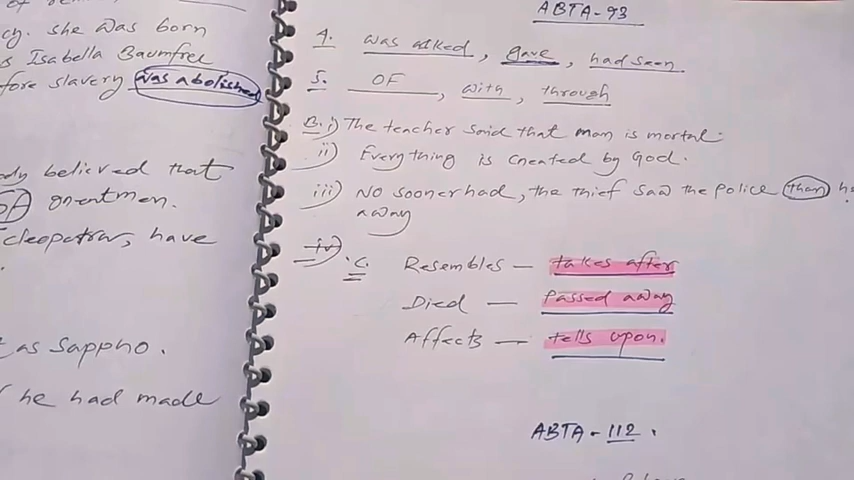 cy. she was born
s Isabella Baumfree
fore slavery was abolished
ody believed that
of
cleopatra, have
as Sappho.
he had made
ABTA-93
4. was asked, gave, had seen
5. OF, with, through
B.i) The teacher said that man is mortal.
ii) Everything is created by God.
iii) No sooner had, the thief saw the police than
away
iv) C. Resembles — takes after
Died — passed away
Affects — tells upon.
ABTA-112.